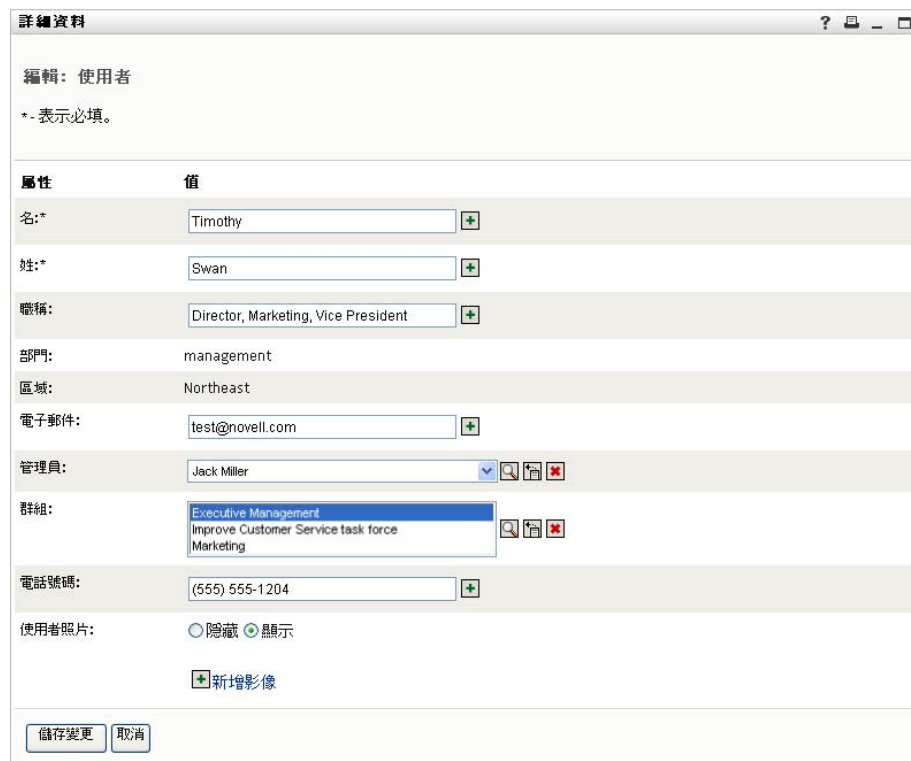 詳細資料
編輯: 使用者
*-表示必填。
屬性 值
名:* Timothy
姓:* Swan
職稱: Director, Marketing, Vice President
部門: management
區域: Northeast
電子郵件: test@novell.com
管理員: Jack Miller
群組: Executive Management
Improve Customer Service task force
Marketing
電話號碼: (555) 555-1204
使用者照片: 隱藏 顯示
新增影像
儲存變更 取消